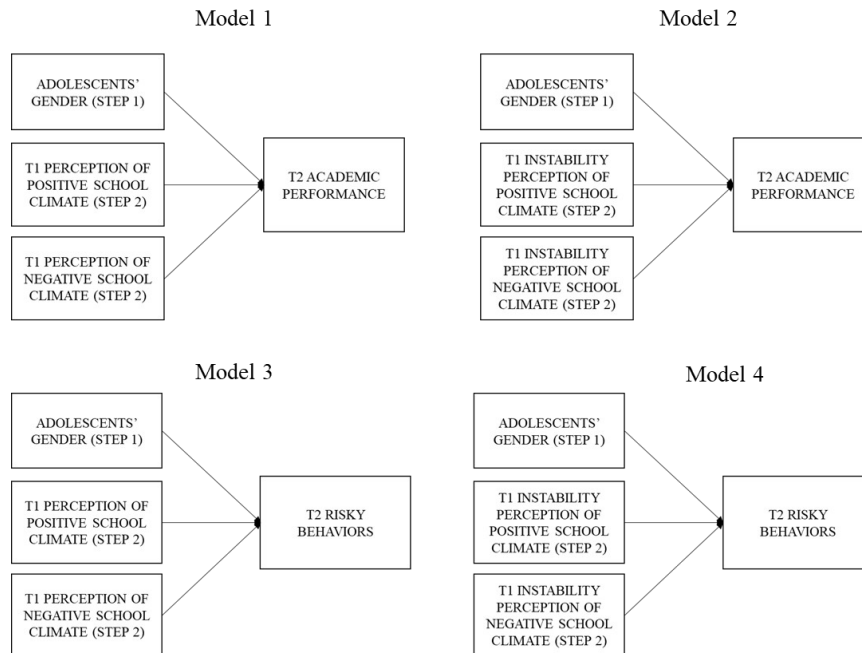 Model 1
ADOLESCENTS'
GENDER (STEP 1)
T1 PERCEPTION OF
POSITIVE SCHOOL
CLIMATE (STEP 2)
T1 PERCEPTION OF
NEGATIVE SCHOOL
CLIMATE (STEP 2)
T2 ACADEMIC
PERFORMANCE
Model 2
ADOLESCENTS'
GENDER (STEP 1)
T1 INSTABILITY
PERCEPTION OF
POSITIVE SCHOOL
CLIMATE (STEP 2)
T1 INSTABILITY
PERCEPTION OF
NEGATIVE SCHOOL
CLIMATE (STEP 2)
T2 ACADEMIC
PERFORMANCE
Model 3
ADOLESCENTS'
GENDER (STEP 1)
T1 PERCEPTION OF
POSITIVE SCHOOL
CLIMATE (STEP 2)
T1 PERCEPTION OF
NEGATIVE SCHOOL
CLIMATE (STEP 2)
T2 RISKY
BEHAVIORS
Model 4
ADOLESCENTS'
GENDER (STEP 1)
T1 INSTABILITY
PERCEPTION OF
POSITIVE SCHOOL
CLIMATE (STEP 2)
T1 INSTABILITY
PERCEPTION OF
NEGATIVE SCHOOL
CLIMATE (STEP 2)
T2 RISKY
BEHAVIORS